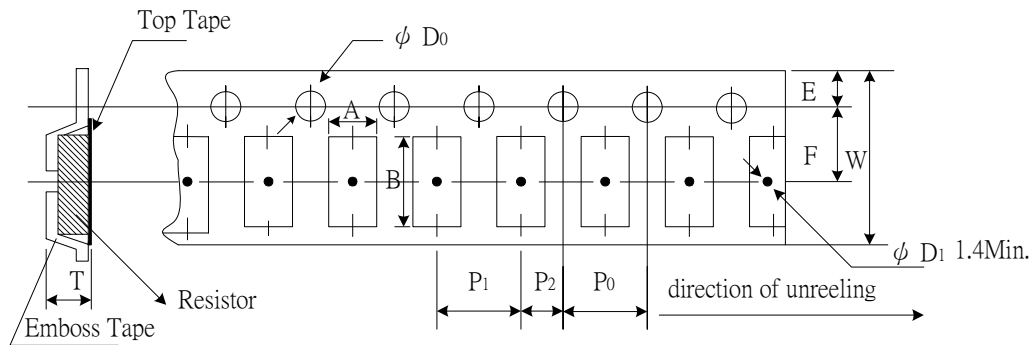 Top Tape
ϕ D0
E
A
F
W
B
ϕ D1 1.4Min.
T
P1
P2
P0
Resistor
direction of unreeling
Emboss Tape